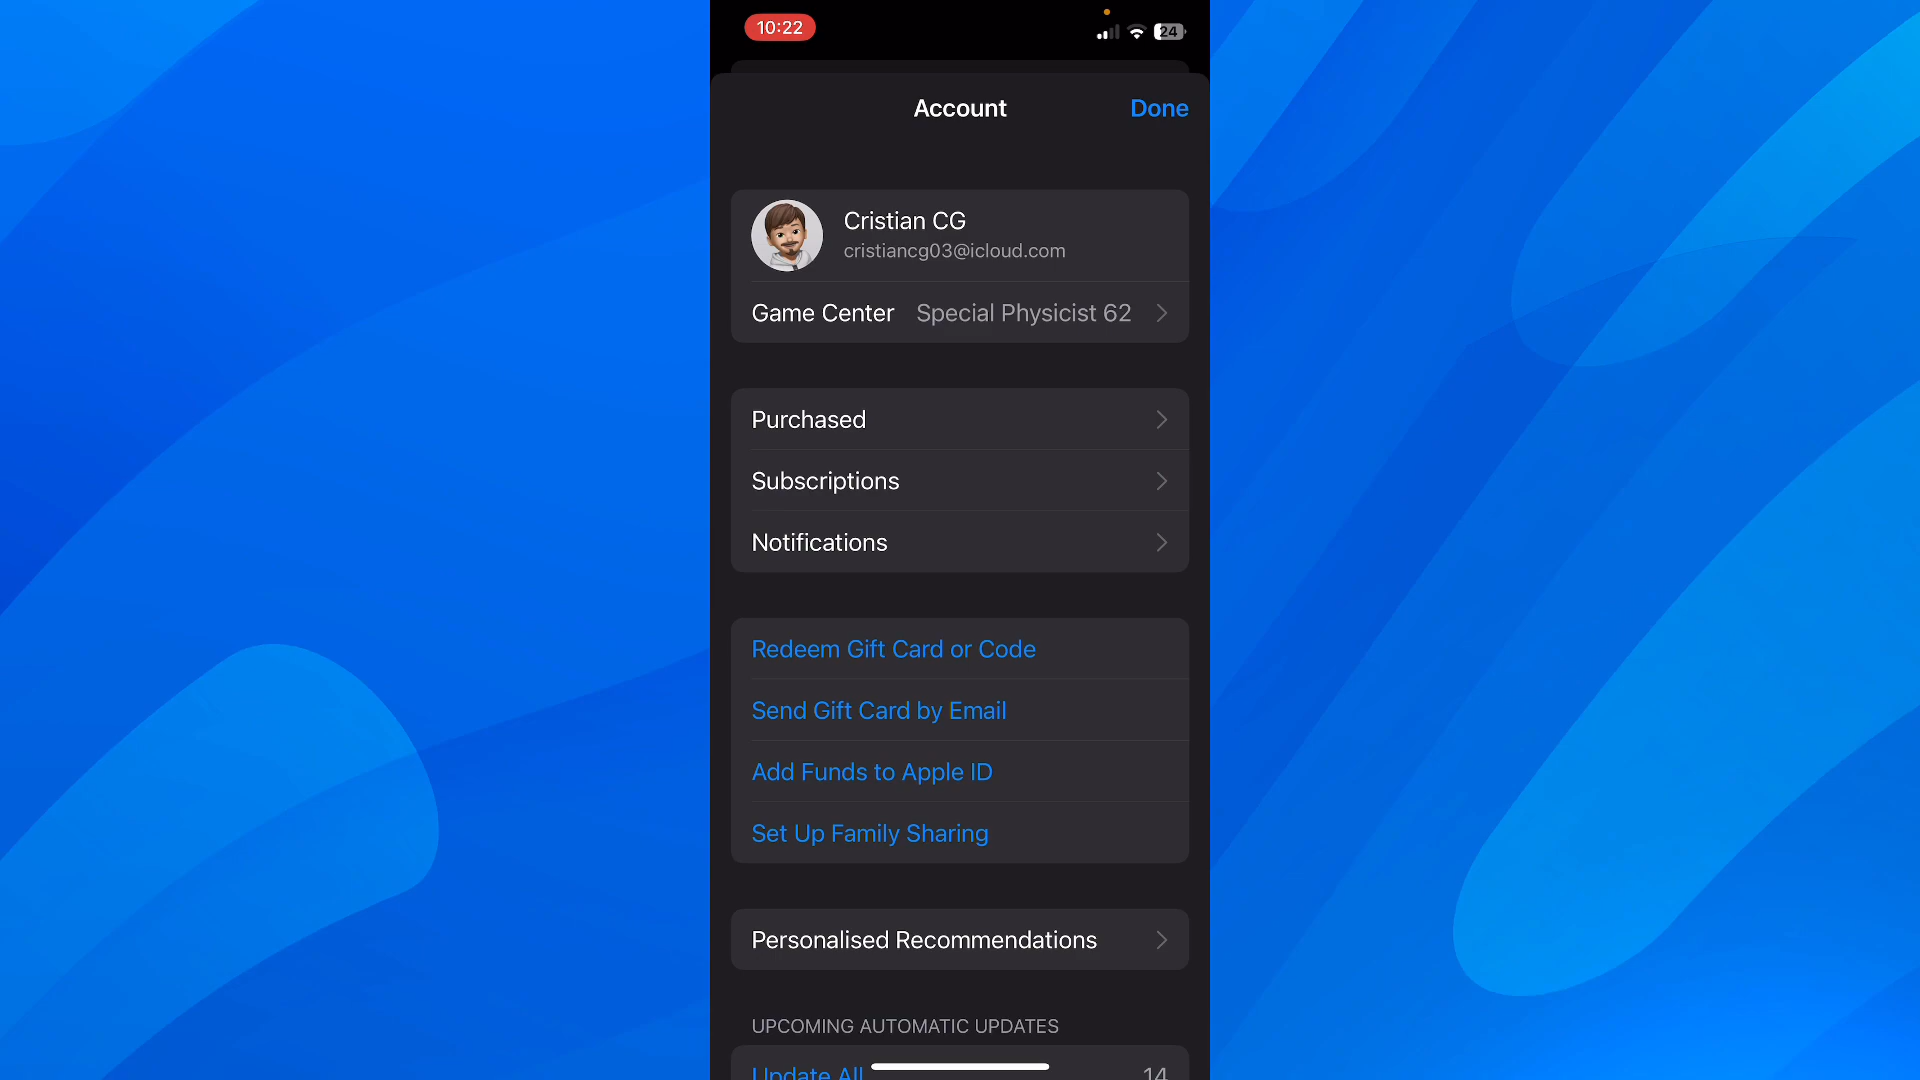 10:22
24
Account
Done
Cristian CG
cristiancg03@icloud.com
Game Center Special Physicist 62
Purchased
Subscriptions
Notifications
Redeem Gift Card or Code
Send Gift Card by Email
Add Funds to Apple ID
Set Up Family Sharing
Personalised Recommendations
UPCOMING AUTOMATIC UPDATES
Update All 14